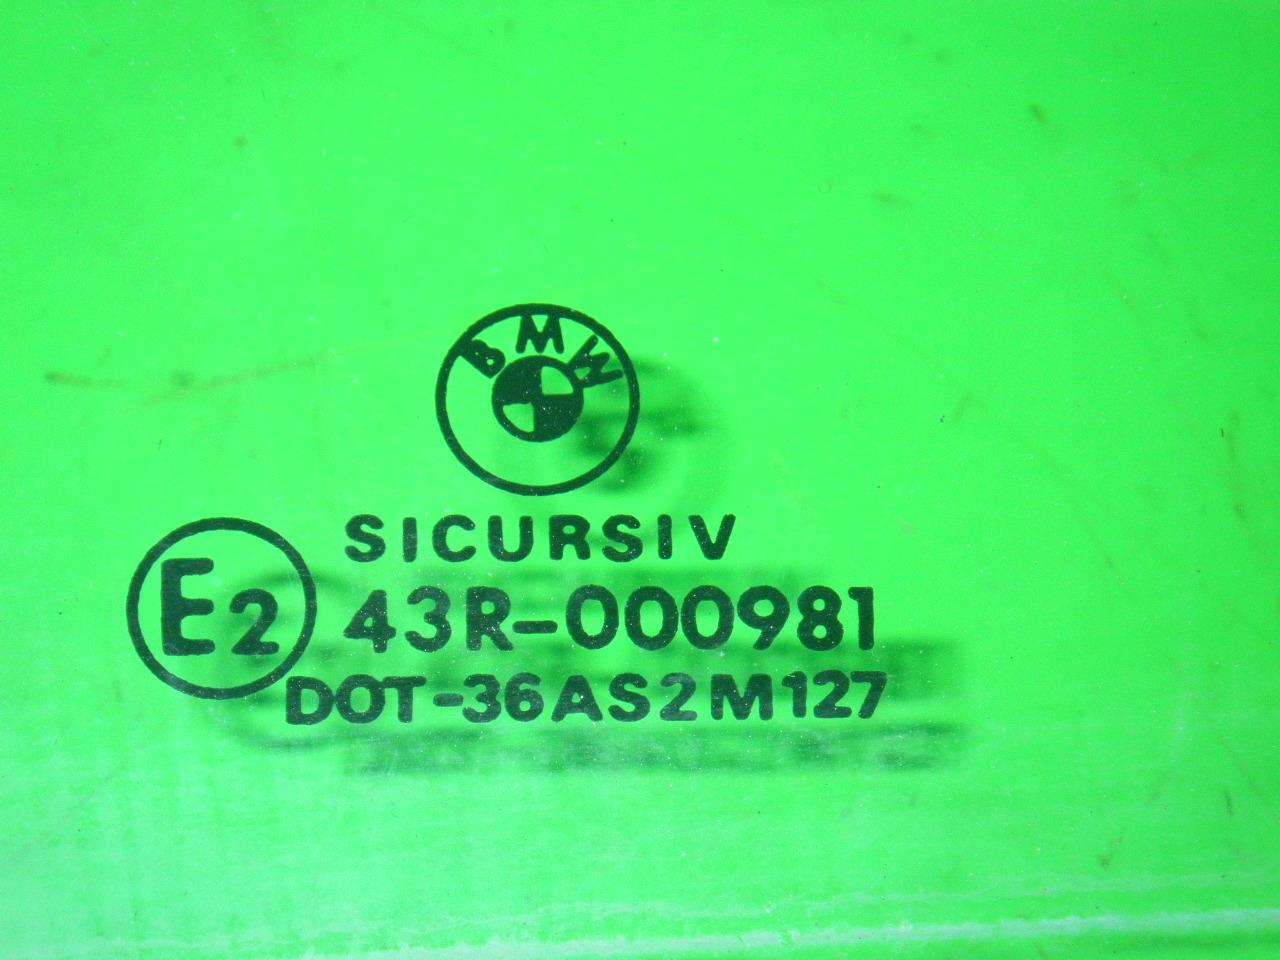 BMW
SICURSIV
E2 43R-000981
DOT-36AS2M127